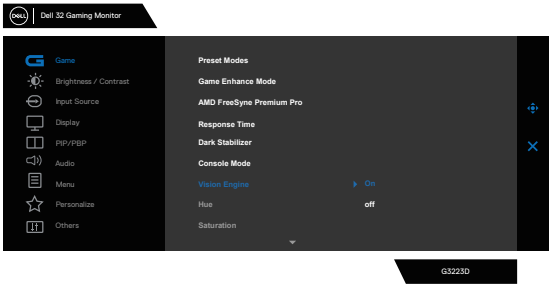 DELL Dell 32 Gaming Monitor
Game
Brightness / Contrast
Input Source
Display
PIP/PBP
Audio
Menu
Personalize
Others
Preset Modes
Game Enhance Mode
AMD FreeSync Premium Pro
Response Time
Dark Stabilizer
Console Mode
Vision Engine On
Hue off
Saturation
G3223D